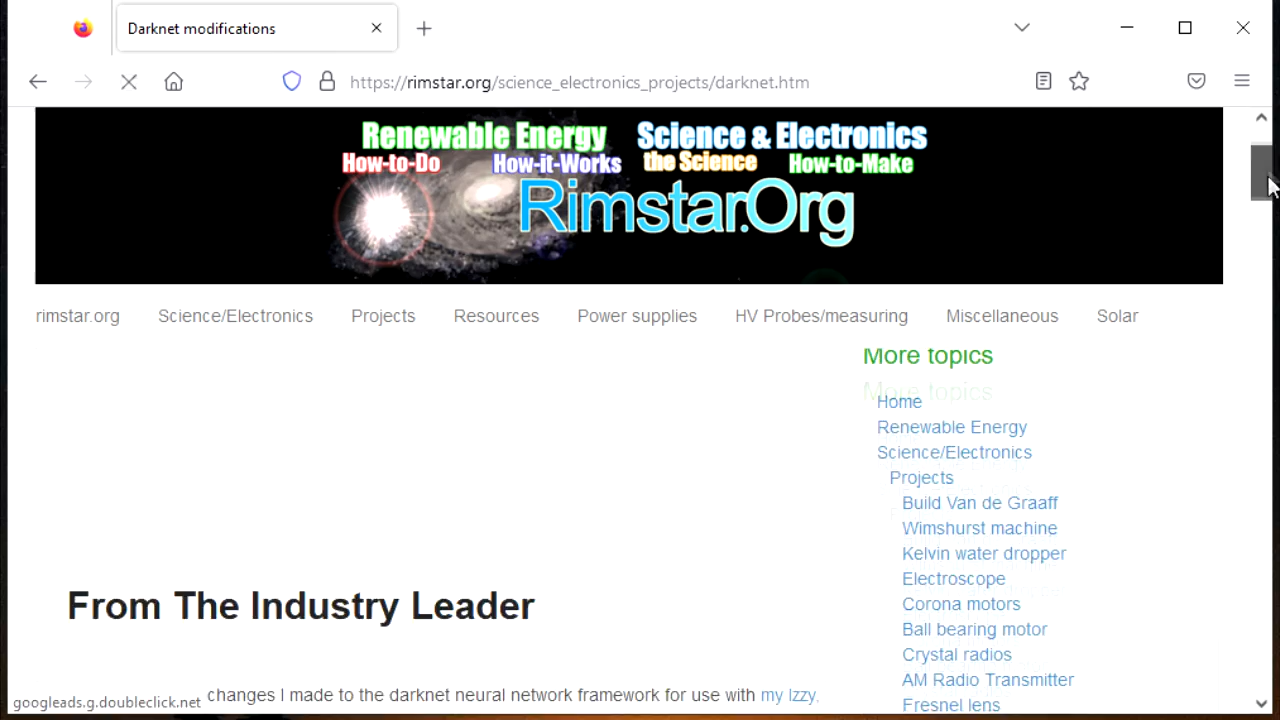 Darknet modifications
https://rimstar.org/science_electronics_projects/darknet.htm
Renewable Energy Science & Electronics
How-to-Do How-it-Works the Science How-to-Make
Rimstar.Org
rimstar.org Science/Electronics Projects Resources Power supplies HV Probes/measuring Miscellaneous Solar
More topics
More topics
Home
Renewable Energy
Science/Electronics
Projects
Build Van de Graaff
Wimshurst machine
Kelvin water dropper
Electroscope
Corona motors
Ball bearing motor
Crystal radios
AM Radio Transmitter
Fresnel lens
From The Industry Leader
changes I made to the darknet neural network framework for use with my Izzy.
googleads.g.doubleclick.net